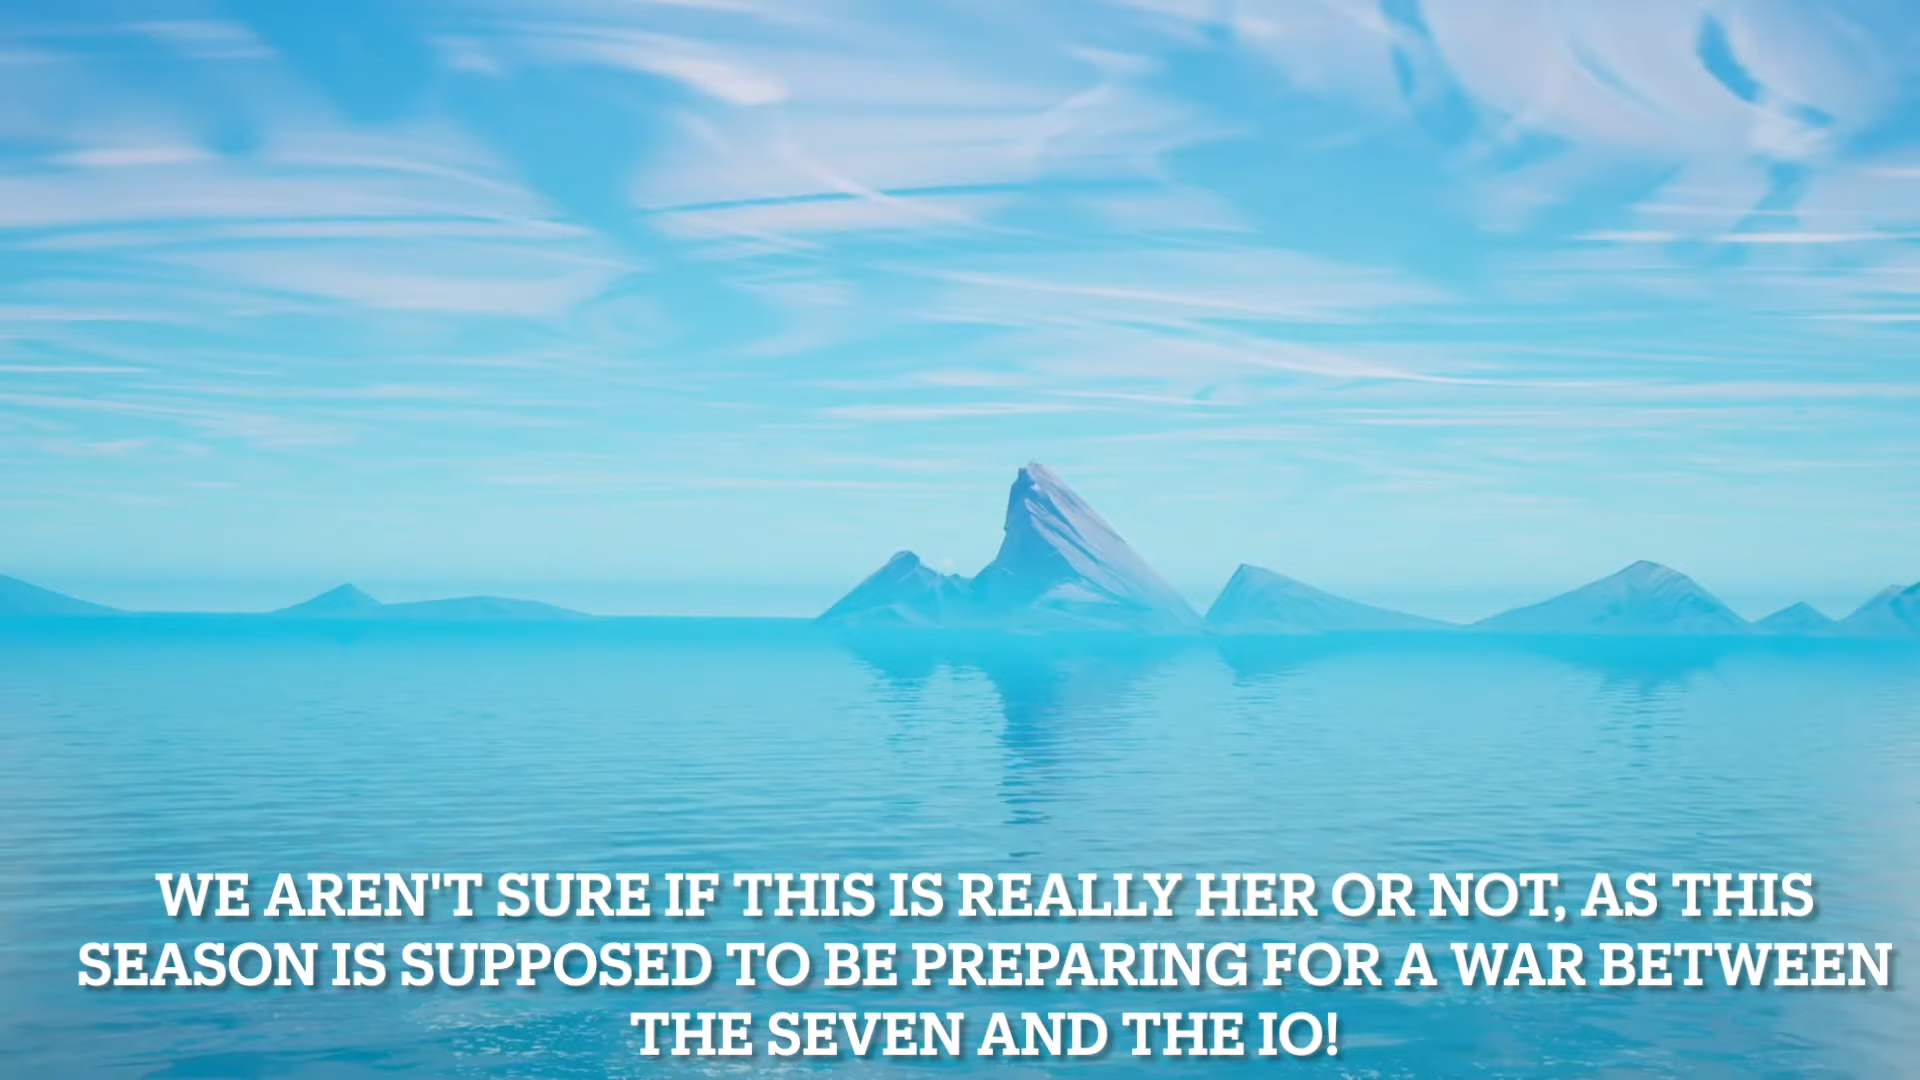 WE AREN'T SURE IF THIS IS REALLY HER OR NOT, AS THIS
SEASON IS SUPPOSED TO BE PREPARING FOR A WAR BETWEEN
THE SEVEN AND THE IO!